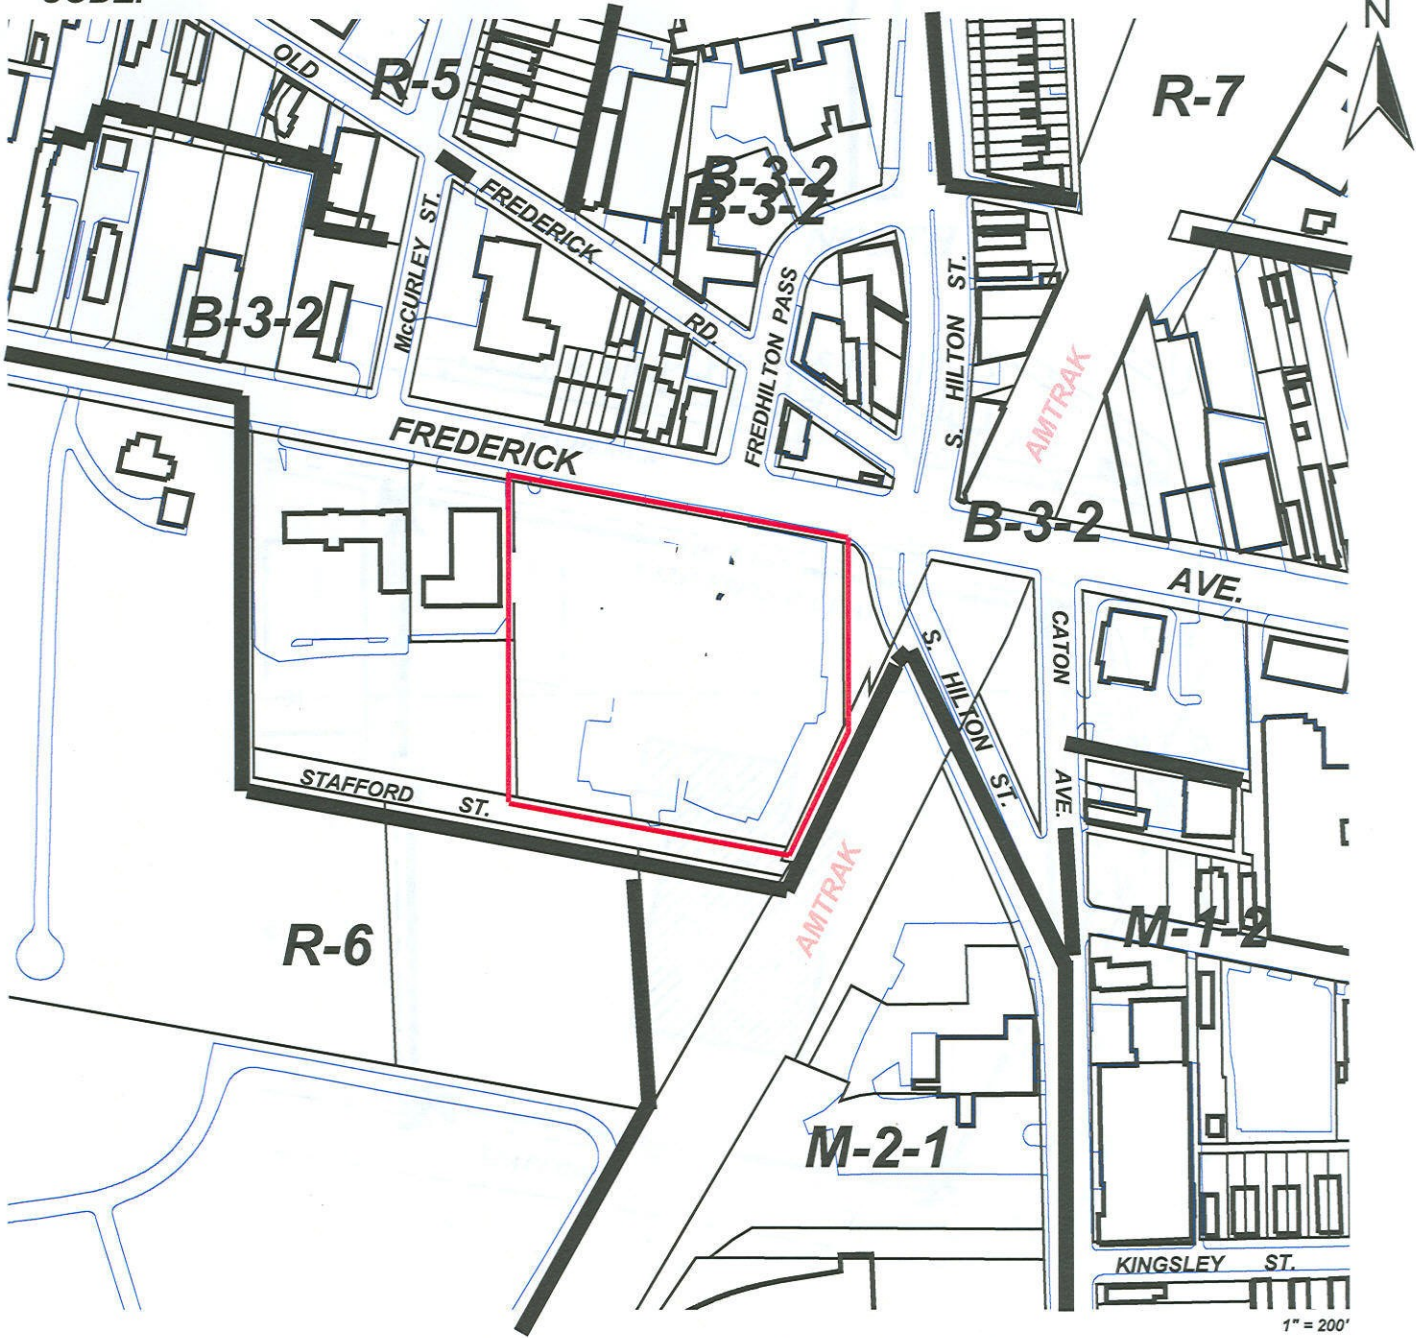 N
OLD
R-5
R-7
B-3-2
B-3-2
FREDERICK
RD.
McCURLEY ST.
B-3-2
FREDHILTON PASS
S. HILTON ST.
AMTRAK
FREDERICK
B-3-2
AVE.
CATON
AVE.
S. HILTON ST.
STAFFORD ST.
AMTRAK
R-6
M-1-2
M-2-1
KINGSLEY ST.
1" = 200'